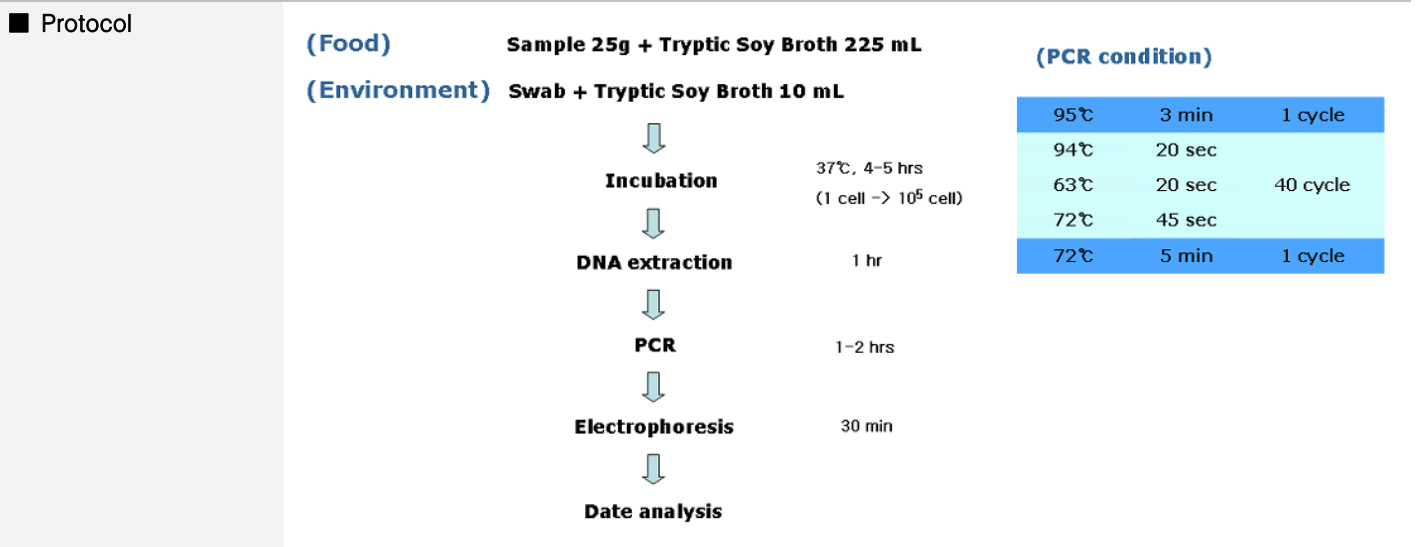 ■ Protocol
(Food) Sample 25g + Tryptic Soy Broth 225 mL
(Environment) Swab + Tryptic Soy Broth 10 mL
Incubation 37℃, 4-5 hrs
(1 cell -> 10⁵ cell)
DNA extraction 1 hr
PCR 1-2 hrs
Electrophoresis 30 min
Date analysis
(PCR condition)
95℃ 3 min 1 cycle
94℃ 20 sec
63℃ 20 sec 40 cycle
72℃ 45 sec
72℃ 5 min 1 cycle